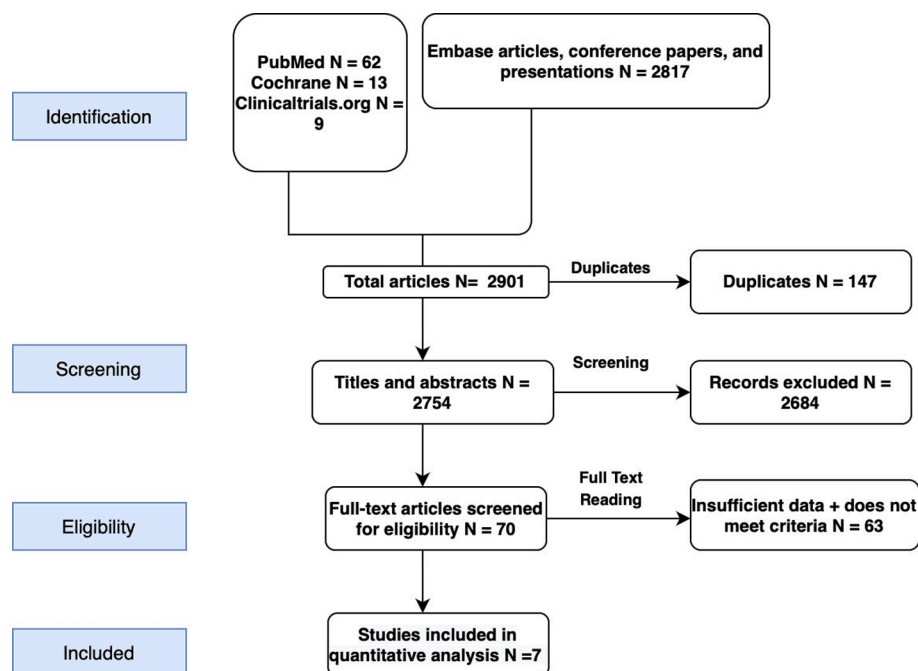 PubMed N = 62
Cochrane N = 13
Clinicaltrials.org N =
9
Embase articles, conference papers, and
presentations N = 2817
Identification
Total articles N=  2901
Duplicates
Duplicates N = 147
Screening
Titles and abstracts N =
2754
Screening
Records excluded N =
2684
Eligibility
Full-text articles screened
for eligibility N = 70
Full Text
Reading
Insufficient data + does not
meet criteria N = 63
Included
Studies included in
quantitative analysis N =7